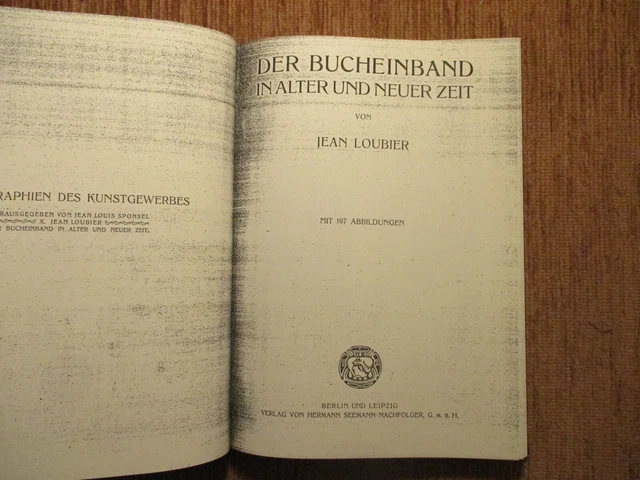 RAPHIEN DES KUNSTGEWERBES
RAUSGEGEBEN VON JEAN LOUIS SPONSEL
X. JEAN LOUBIER
BUCHEINBAND IN ALTER UND NEUER ZEIT.
DER BUCHEINBAND
IN ALTER UND NEUER ZEIT
VON
JEAN LOUBIER
MIT 197 ABBILDUNGEN
BERLIN UND LEIPZIG
VERLAG VON HERMANN SEEMANN NACHFOLGER, G. M. B. H.